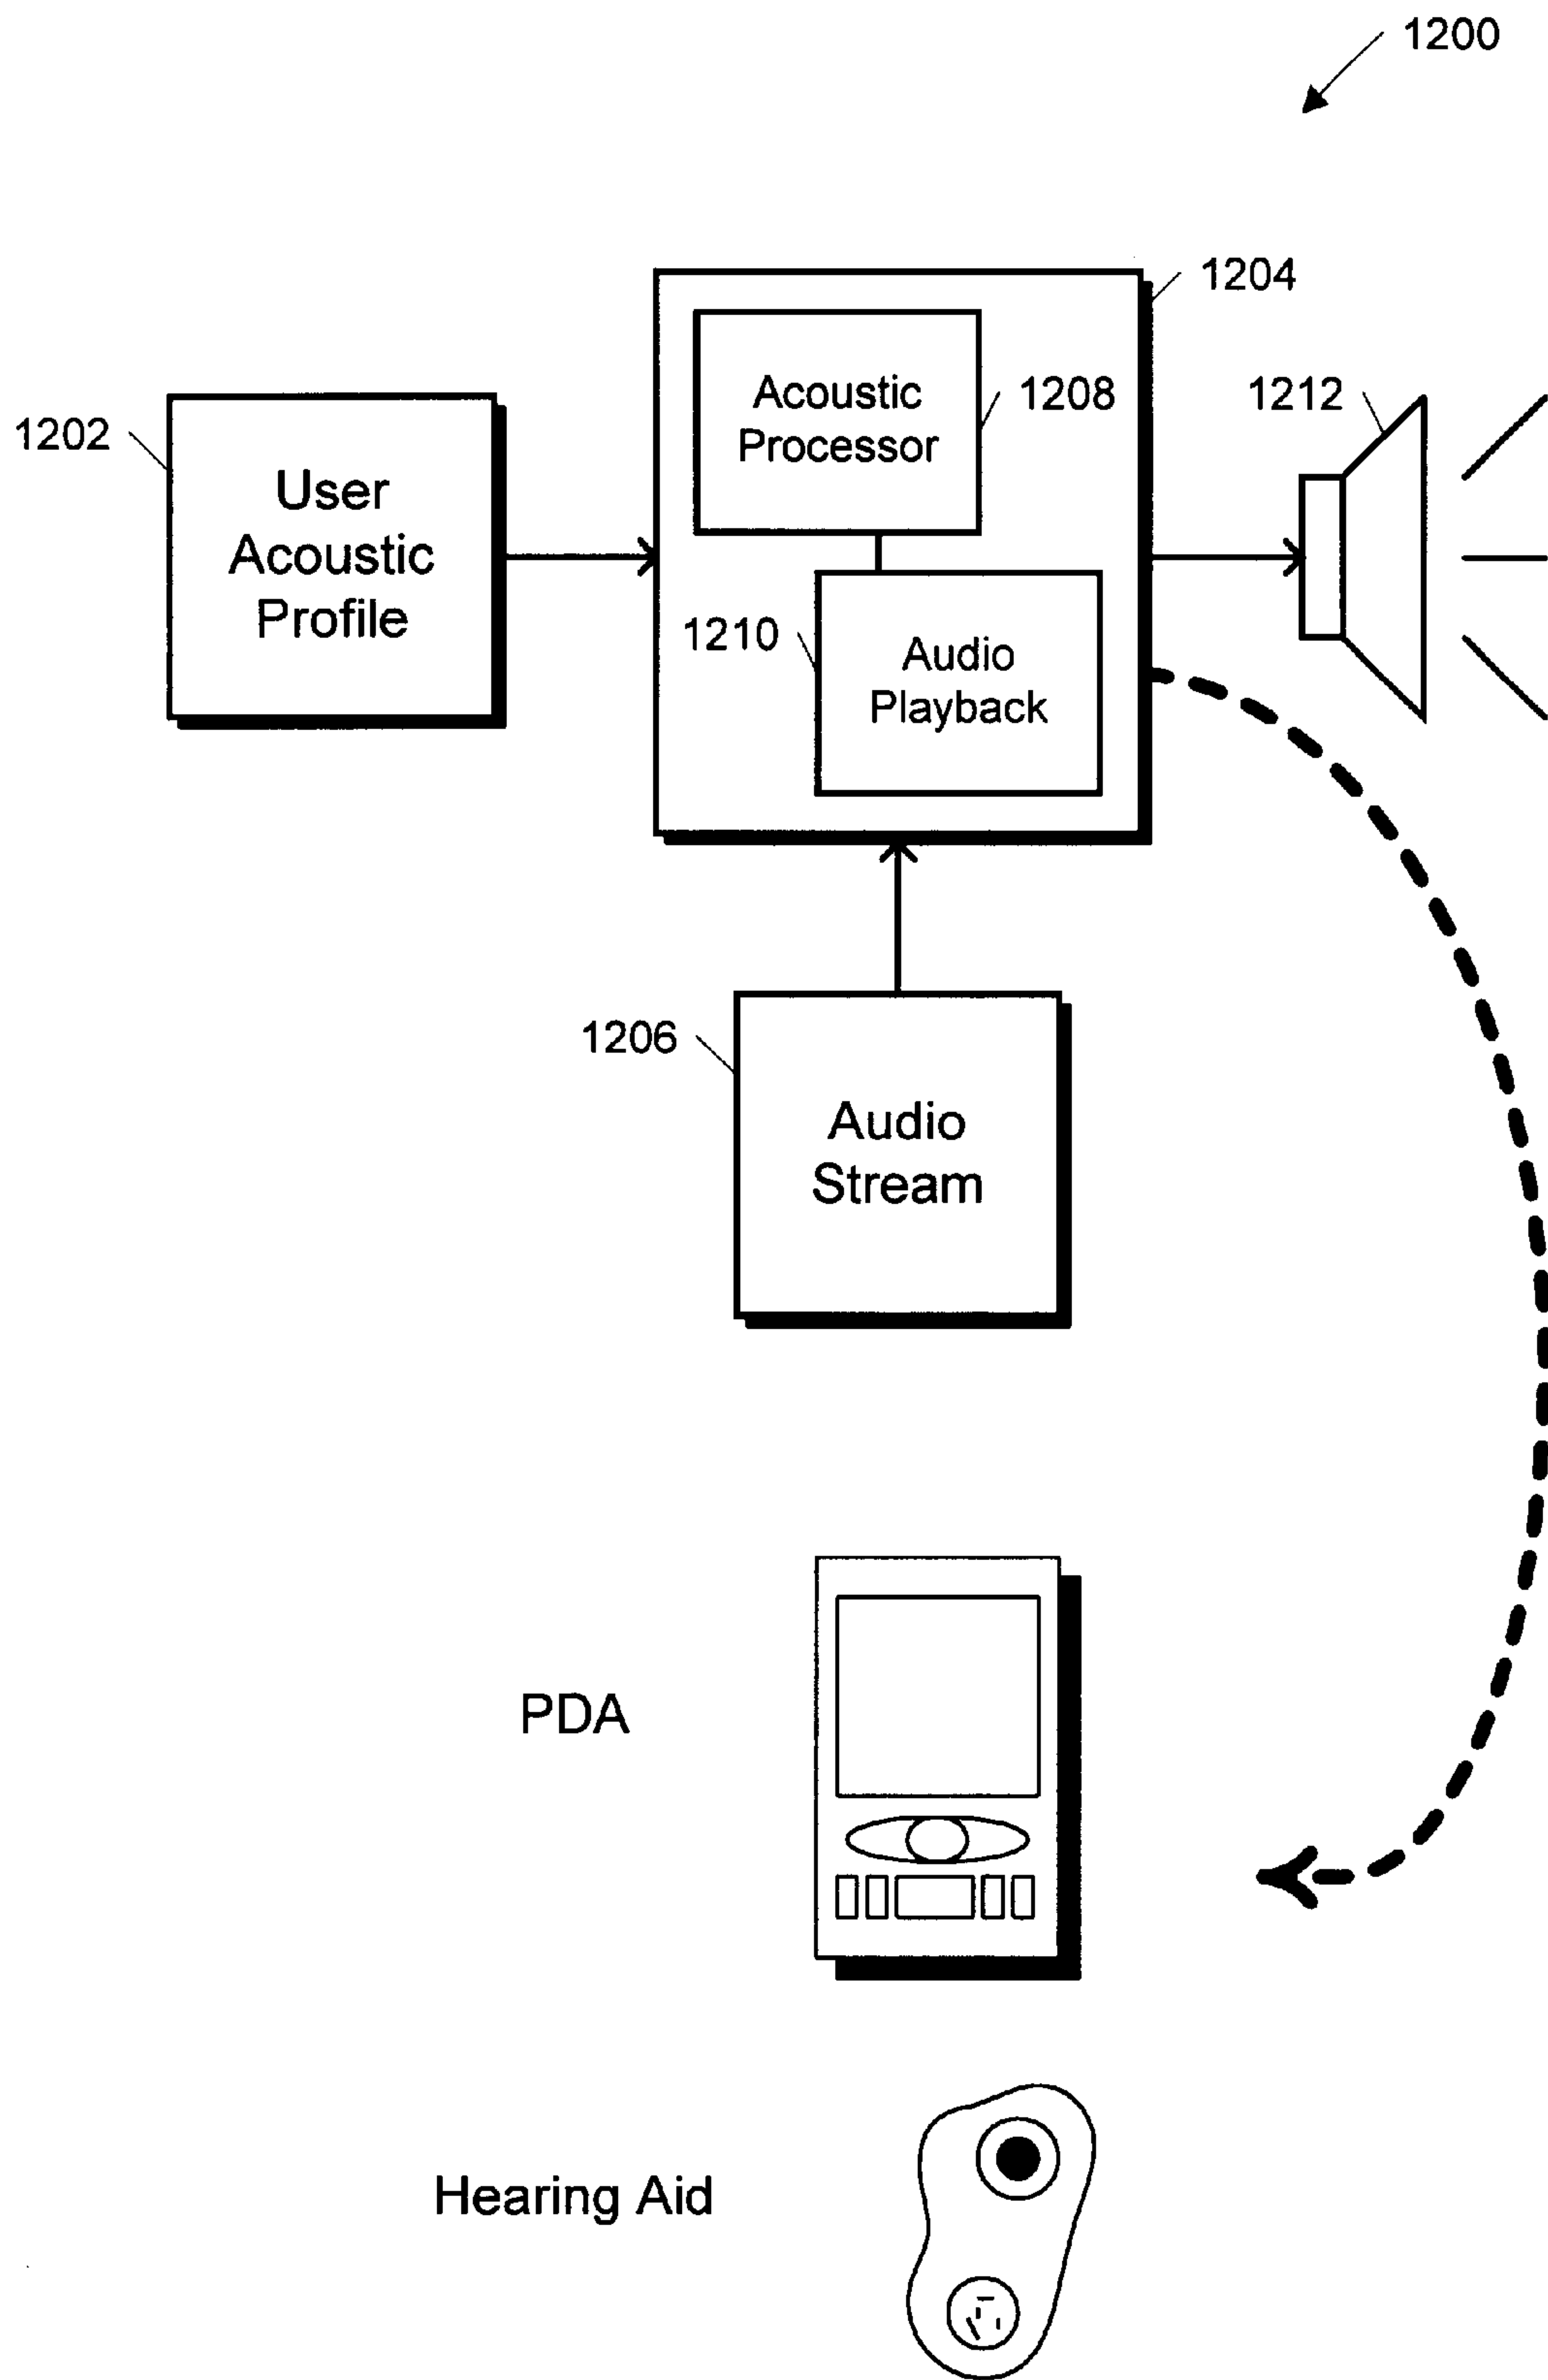 1200
1204
Acoustic
Processor
1208
1212
1202
User
Acoustic
Profile
1210
Audio
Playback
1206
Audio
Stream
PDA
Hearing Aid